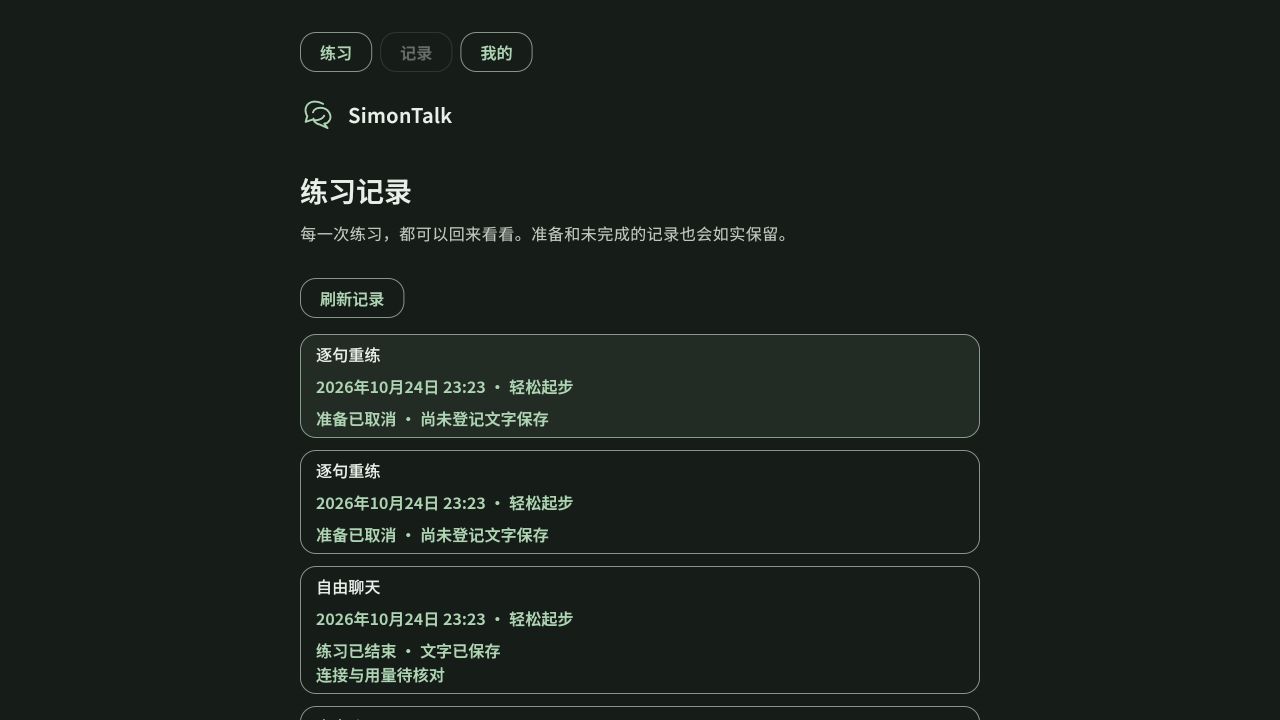 练习
记录
我的
SimonTalk
练习记录
每一次练习，都可以回来看看。准备和未完成的记录也会如实保留。
刷新记录
逐句重练
2026年10月24日 23:23 · 轻松起步
准备已取消 · 尚未登记文字保存
逐句重练
2026年10月24日 23:23 · 轻松起步
准备已取消 · 尚未登记文字保存
自由聊天
2026年10月24日 23:23 · 轻松起步
练习已结束 · 文字已保存
连接与用量待核对